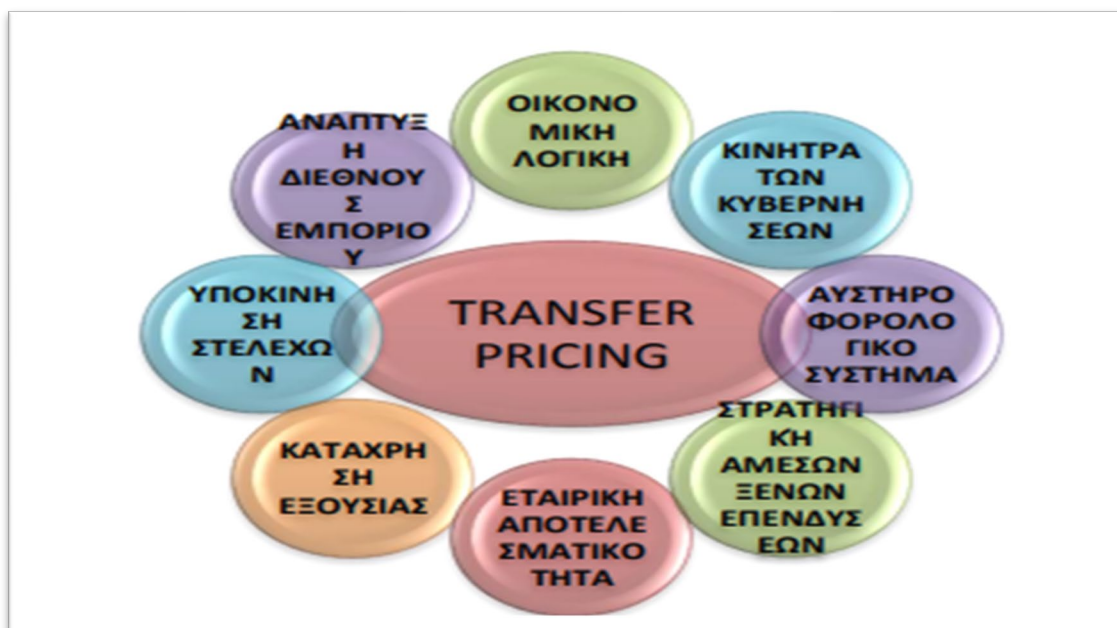 ΟΙΚΟΝΟ
ΜΙΚΗ
ΛΟΓΙΚΗ
ΚΙΝΗΤΡΑ
ΤΩΝ
ΚΥΒΕΡΝΗ
ΣΕΩΝ
ΑΥΣΤΗΡΟ
ΦΟΡΟΛΟ
ΓΙΚΟ
ΣΥΣΤΗΜΑ
ΣΤΡΑΤΗΓΙ
ΚΉ
ΑΜΕΣΩΝ
ΞΕΝΩΝ
ΕΠΕΝΔΥΣ
ΕΩΝ
ΕΤΑΙΡΙΚΗ
ΑΠΟΤΕΛΕ
ΣΜΑΤΙΚΟ
ΤΗΤΑ
ΚΑΤΑΧΡΗ
ΣΗ
ΕΞΟΥΣΙΑΣ
ΥΠΟΚΙΝΗ
ΣΗ
ΣΤΕΛΕΧΩ
Ν
ΑΝΑΠΤΥΞ
Η
ΔΙΕΘΝΟΥ
Σ
ΕΜΠΟΡΙΟ
Υ
TRANSFER
PRICING